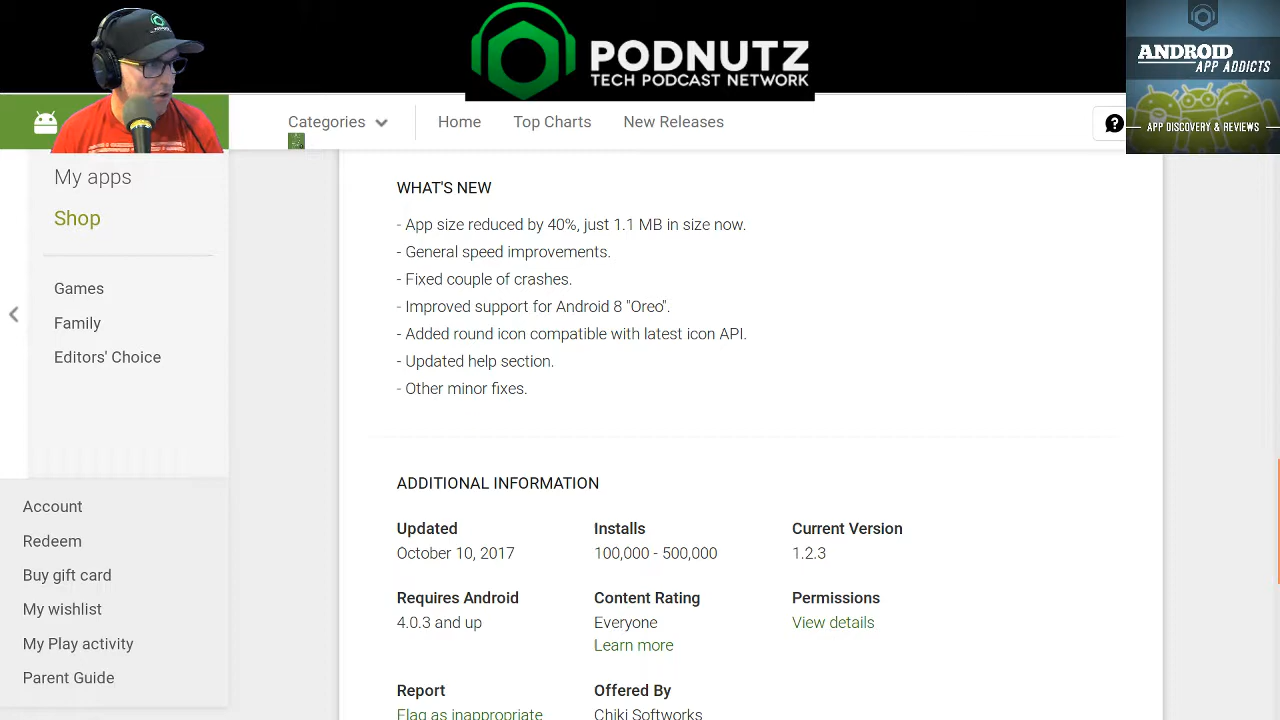 PODNUTZ
TECH PODCAST NETWORK
ANDROID
APP ADDICTS
APP DISCOVERY & REVIEWS
Categories Home Top Charts New Releases
My apps
Shop
Games
Family
Editors' Choice
Account
Redeem
Buy gift card
My wishlist
My Play activity
Parent Guide
WHAT'S NEW
- App size reduced by 40%, just 1.1 MB in size now.
- General speed improvements.
- Fixed couple of crashes.
- Improved support for Android 8 "Oreo".
- Added round icon compatible with latest icon API.
- Updated help section.
- Other minor fixes.
ADDITIONAL INFORMATION
Updated Installs Current Version
October 10, 2017 100,000 - 500,000 1.2.3
Requires Android Content Rating Permissions
4.0.3 and up Everyone View details
Learn more
Report Offered By
Flag as inappropriate Chiki Softworks